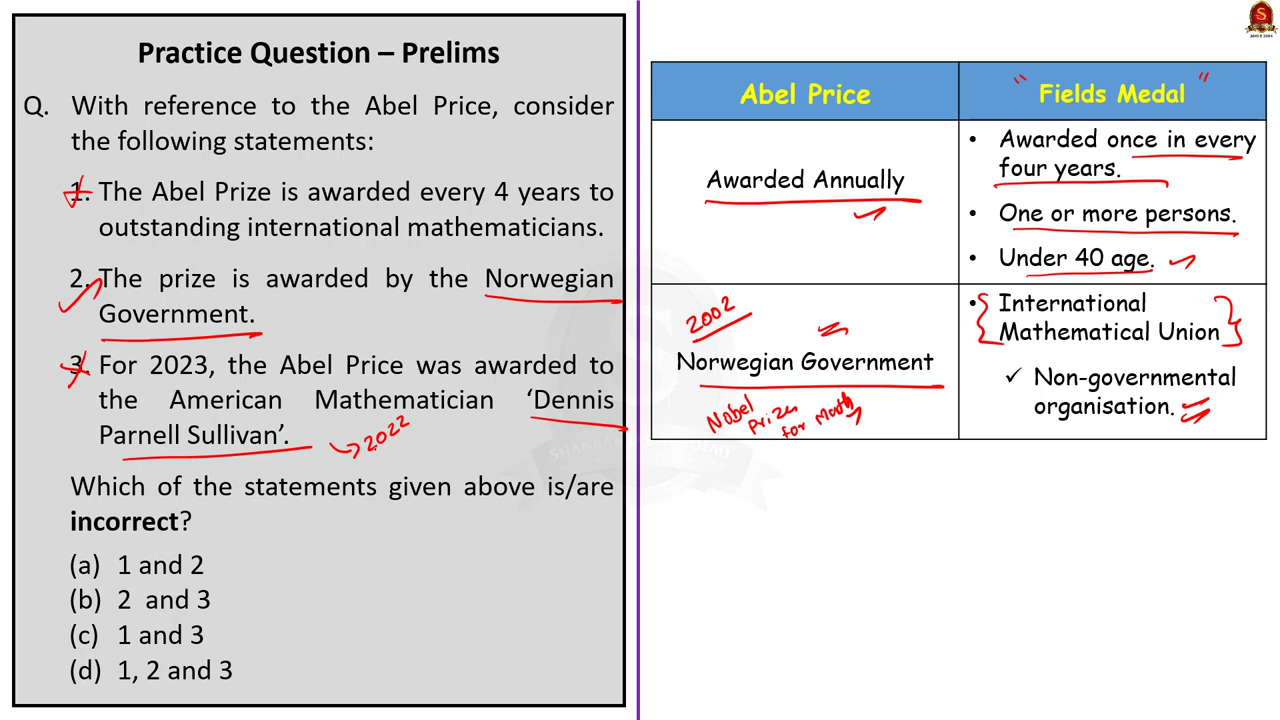 Practice Question – Prelims
Q. With reference to the Abel Price, consider
the following statements:
1. The Abel Prize is awarded every 4 years to
outstanding international mathematicians.
2. The prize is awarded by the Norwegian
Government.
3. For 2023, the Abel Price was awarded to
the American Mathematician ‘Dennis
Parnell Sullivan’.
2022
Which of the statements given above is/are
incorrect?
(a) 1 and 2
(b) 2 and 3
(c) 1 and 3
(d) 1, 2 and 3
S
SINCE 2004
Abel Price
" Fields Medal "
Awarded Annually
• Awarded once in every
four years.
• One or more persons.
• Under 40 age.
2002
Norwegian Government
Nobel
Prize
for Math
• International
Mathematical Union
✓ Non-governmental
organisation.